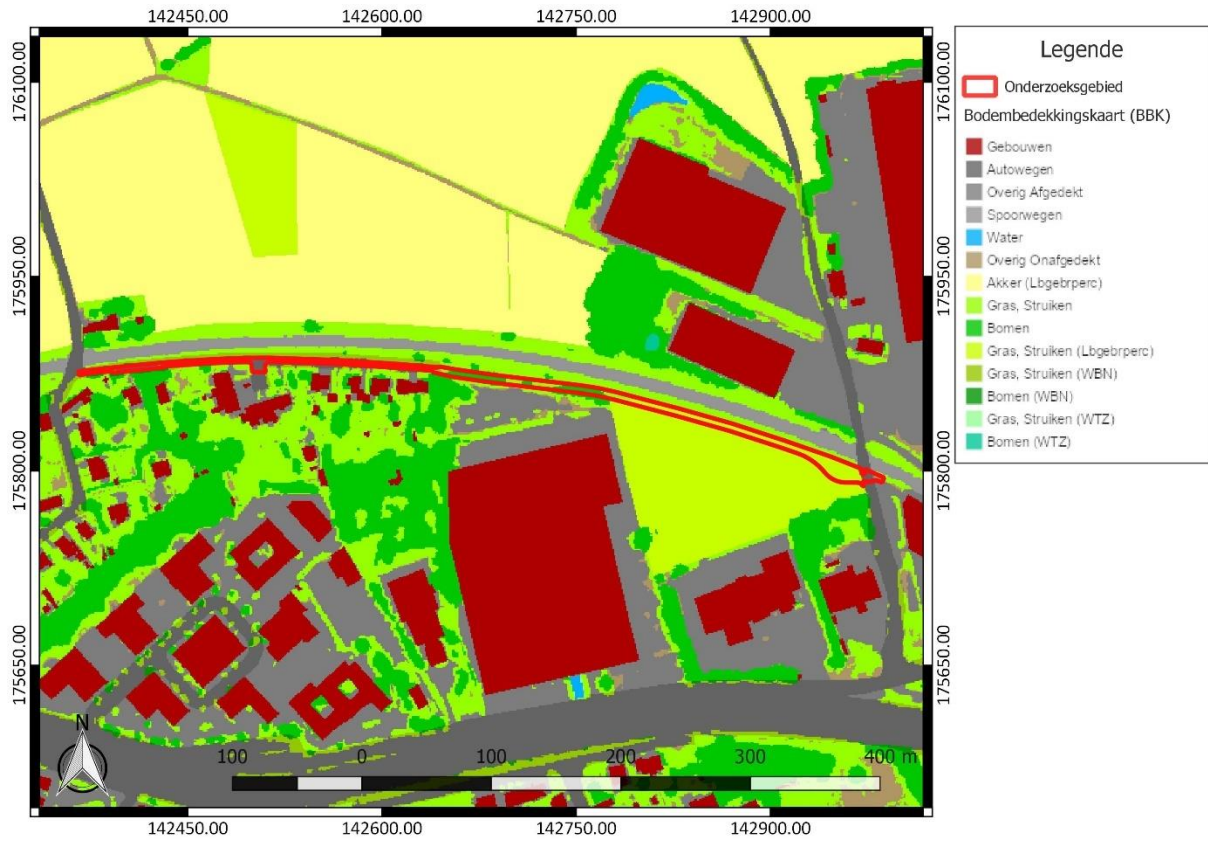 142450.00 142600.00 142750.00 142900.00
176100.00 176100.00
175950.00 175950.00
175800.00 175800.00
175650.00 175650.00
N
100 0 100 200 300 400 m
142450.00 142600.00 142750.00 142900.00
Legende
Onderzoeksgebied
Bodembedekkingskaart (BBK)
Gebouwen
Autowegen
Overig Afgedekt
Spoorwegen
Water
Overig Onafgedekt
Akker (Lbgebrperc)
Gras, Struiken
Bomen
Gras, Struiken (Lbgebrperc)
Gras, Struiken (WBN)
Bomen (WBN)
Gras, Struiken (WTZ)
Bomen (WTZ)